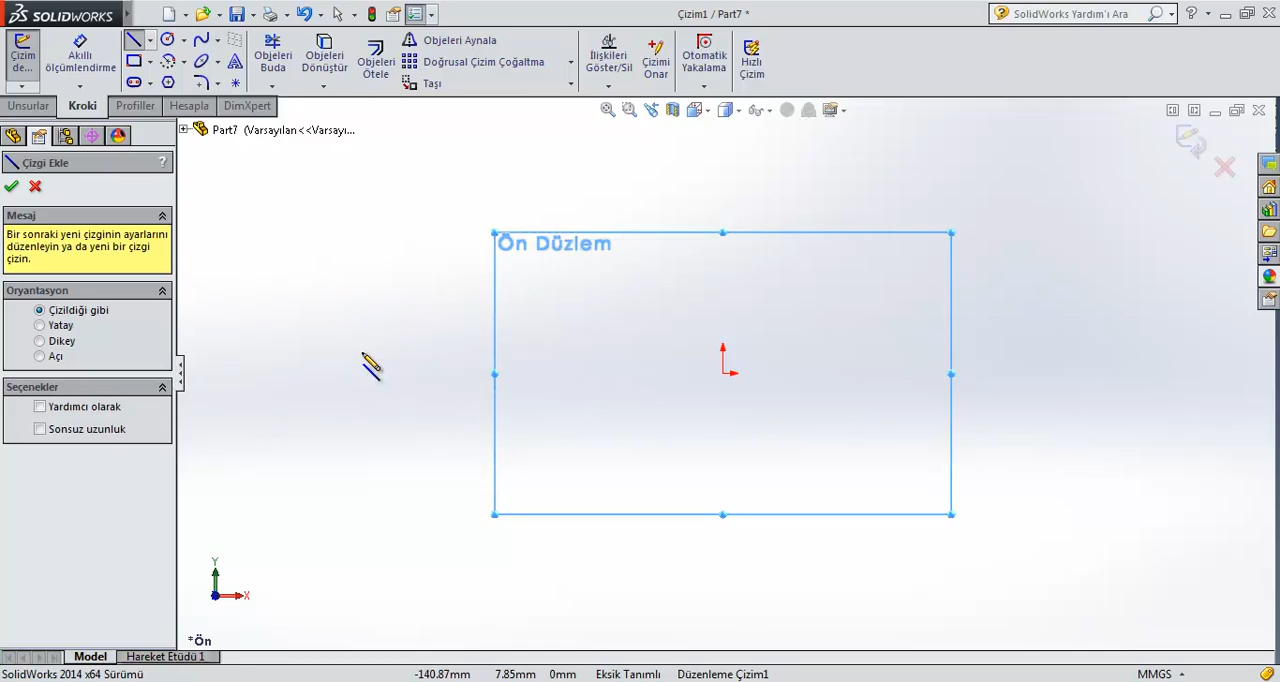 SOLIDWORKS
Çizim1 / Part7 *
SolidWorks Yardım'ı Ara
Çizim
de...
Akıllı
ölçümlendirme
Objeleri
Buda
Objeleri
Dönüştür
Objeleri
Ötele
Objeleri Aynala
Doğrusal Çizim Çoğaltma
Taşı
İlişkileri
Göster/Sil
Çizimi
Onar
Otomatik
Yakalama
Hızlı
Çizim
Unsurlar
Kroki
Profiller
Hesapla
DimXpert
Part7 (Varsayılan<<Varsayı...
Çizgi Ekle
?
Mesaj
Bir sonraki yeni çizginin ayarlarını
düzenleyin ya da yeni bir çizgi
çizin.
Oryantasyon
Çizildiği gibi
Yatay
Dikey
Açı
Seçenekler
Yardımcı olarak
Sonsuz uzunluk
Ön Düzlem
Y
X
*Ön
Model
Hareket Etüdü 1
SolidWorks 2014 x64 Sürümü
-140.87mm
7.85mm
0mm
Eksik Tanımlı
Düzenleme Çizim1
MMGS